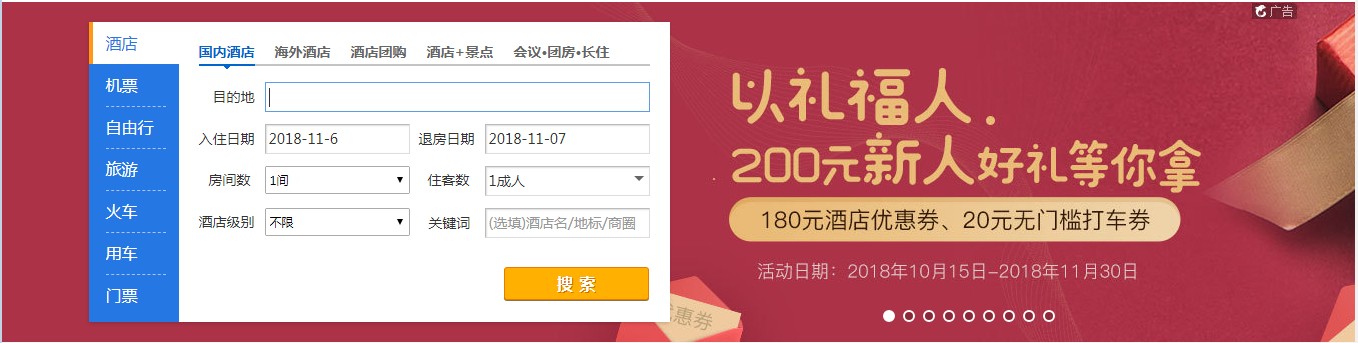 广告
酒店
机票
自由行
旅游
火车
用车
门票
国内酒店 海外酒店 酒店团购 酒店+景点 会议·团房·长住
目的地
入住日期 2018-11-6 退房日期 2018-11-07
房间数 1间 住客数 1成人
酒店级别 不限 关键词 (选填)酒店名/地标/商圈
搜 索
以礼福人.
200元新人好礼等你拿
180元酒店优惠券、20元无门槛打车券
活动日期：2018年10月15日-2018年11月30日
优惠券